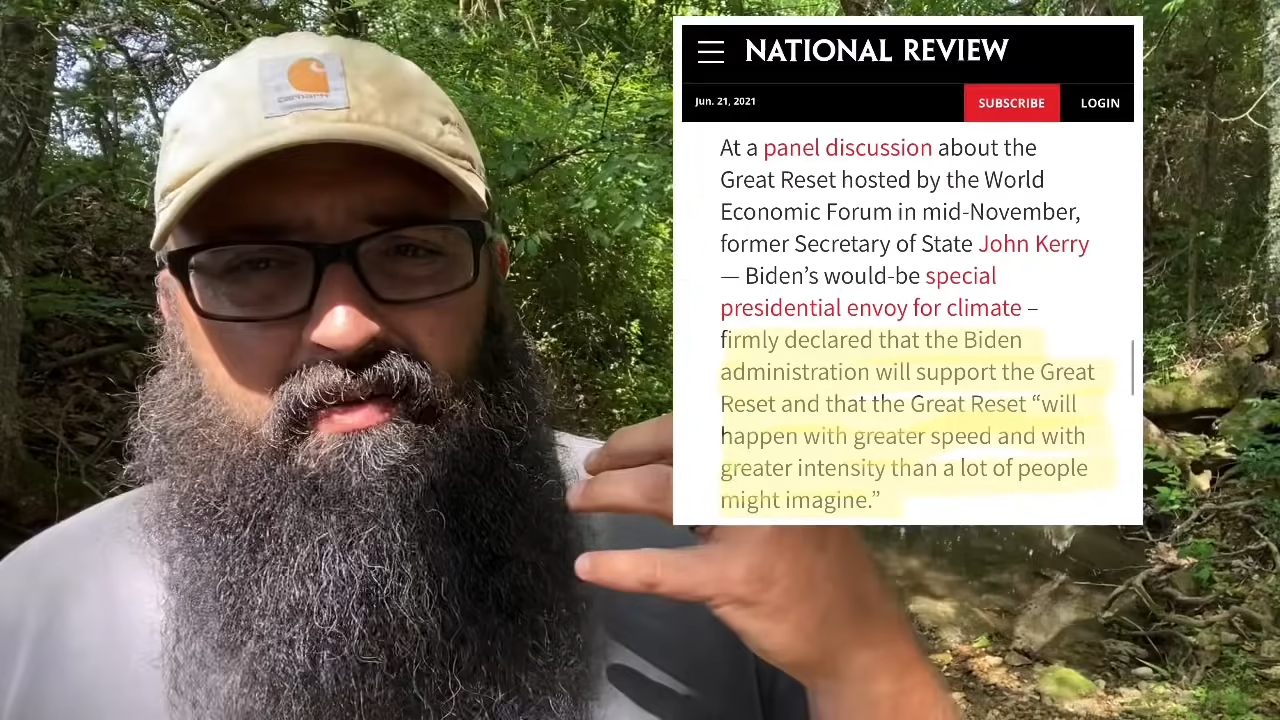 carhartt
NATIONAL REVIEW
Jun. 21, 2021
SUBSCRIBE
LOGIN
At a panel discussion about the
Great Reset hosted by the World
Economic Forum in mid-November,
former Secretary of State John Kerry
— Biden’s would-be special
presidential envoy for climate –
firmly declared that the Biden
administration will support the Great
Reset and that the Great Reset “will
happen with greater speed and with
greater intensity than a lot of people
might imagine.”